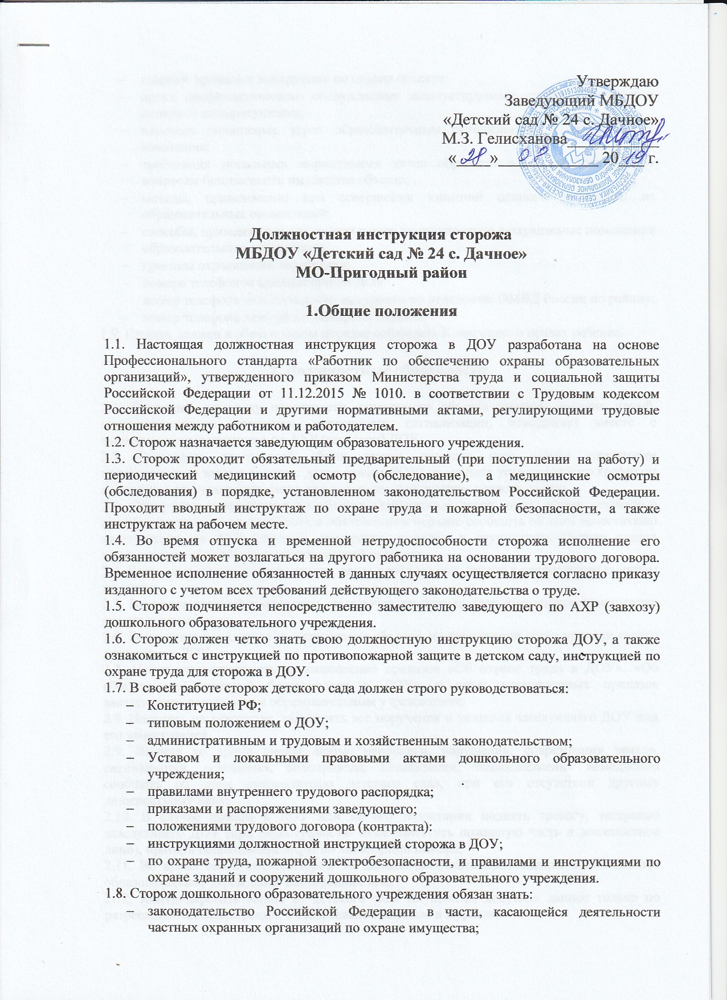 Утверждаю
Заведующий МБДОУ
«Детский сад № 24 с. Дачное»
М.З. Гелисханова___________
«28»__08__________ 2019 г.
Должностная инструкция сторожа
МБДОУ «Детский сад № 24 с. Дачное»
МО-Пригодный район
1.Общие положения
1.1. Настоящая должностная инструкция сторожа в ДОУ разработана на основе
Профессионального стандарта «Работник по обеспечению охраны образовательных
организаций», утвержденного приказом Министерства труда и социальной защиты
Российской Федерации от 11.12.2015 № 1010. в соответствии с Трудовым кодексом
Российской Федерации и другими нормативными актами, регулирующими трудовые
отношения между работником и работодателем.
1.2. Сторож назначается заведующим образовательного учреждения.
1.3. Сторож проходит обязательный предварительный (при поступлении на работу) и
периодический медицинский осмотр (обследование), а медицинские осмотры
(обследования) в порядке, установленном законодательством Российской Федерации.
Проходит вводный инструктаж по охране труда и пожарной безопасности, а также
инструктаж на рабочем месте.
1.4. Во время отпуска и временной нетрудоспособности сторожа исполнение его
обязанностей может возлагаться на другого работника на основании трудового договора.
Временное исполнение обязанностей в данных случаях осуществляется согласно приказу
изданного с учетом всех требований действующего законодательства о труде.
1.5. Сторож подчиняется непосредственно заместителю заведующего по АХР (завхозу)
дошкольного образовательного учреждения.
1.6. Сторож должен четко знать свою должностную инструкцию сторожа ДОУ, а также
ознакомиться с инструкцией по противопожарной защите в детском саду, инструкцией по
охране труда для сторожа в ДОУ.
1.7. В своей работе сторож детского сада должен строго руководствоваться:
– Конституцией РФ;
– типовым положением о ДОУ;
– административным и трудовым и хозяйственным законодательством;
– Уставом и локальными правовыми актами дошкольного образовательного
учреждения;
– правилами внутреннего трудового распорядка;
– приказами и распоряжениями заведующего;
– положениями трудового договора (контракта):
– инструкциями должностной инструкцией сторожа в ДОУ;
– по охране труда, пожарной электробезопасности, и правилами и инструкциями по
охране зданий и сооружений дошкольного образовательного учреждения.
1.8. Сторож дошкольного образовательного учреждения обязан знать:
– законодательство Российской Федерации в части, касающейся деятельности
частных охранных организаций по охране имущества;